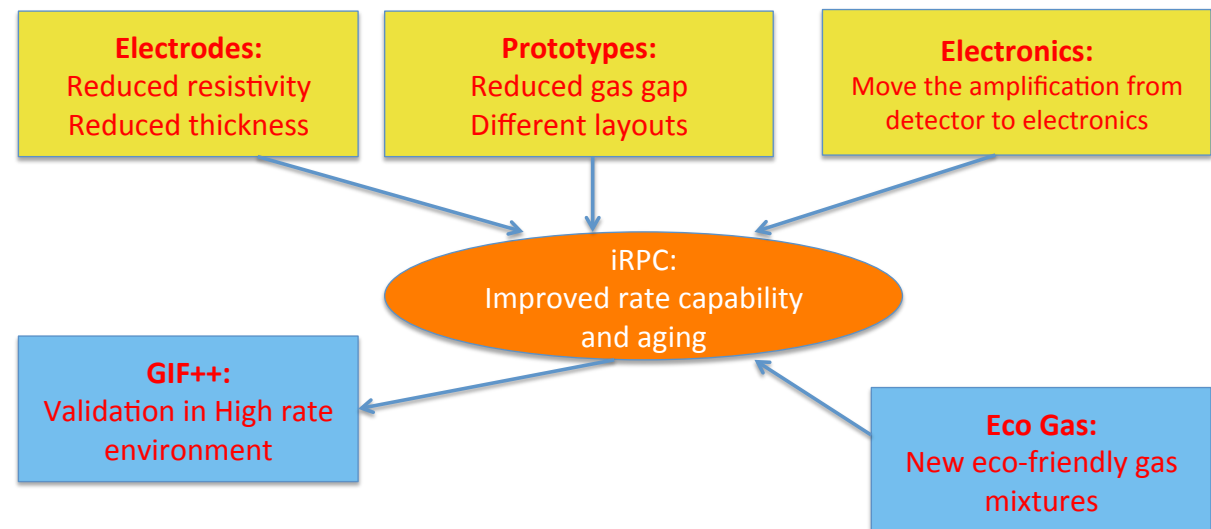 Electrodes:
Reduced resistivity
Reduced thickness
Prototypes:
Reduced gas gap
Different layouts
Electronics:
Move the amplification from
detector to electronics
iRPC:
Improved rate capability
and aging
GIF++:
Validation in High rate
environment
Eco Gas:
New eco-friendly gas
mixtures